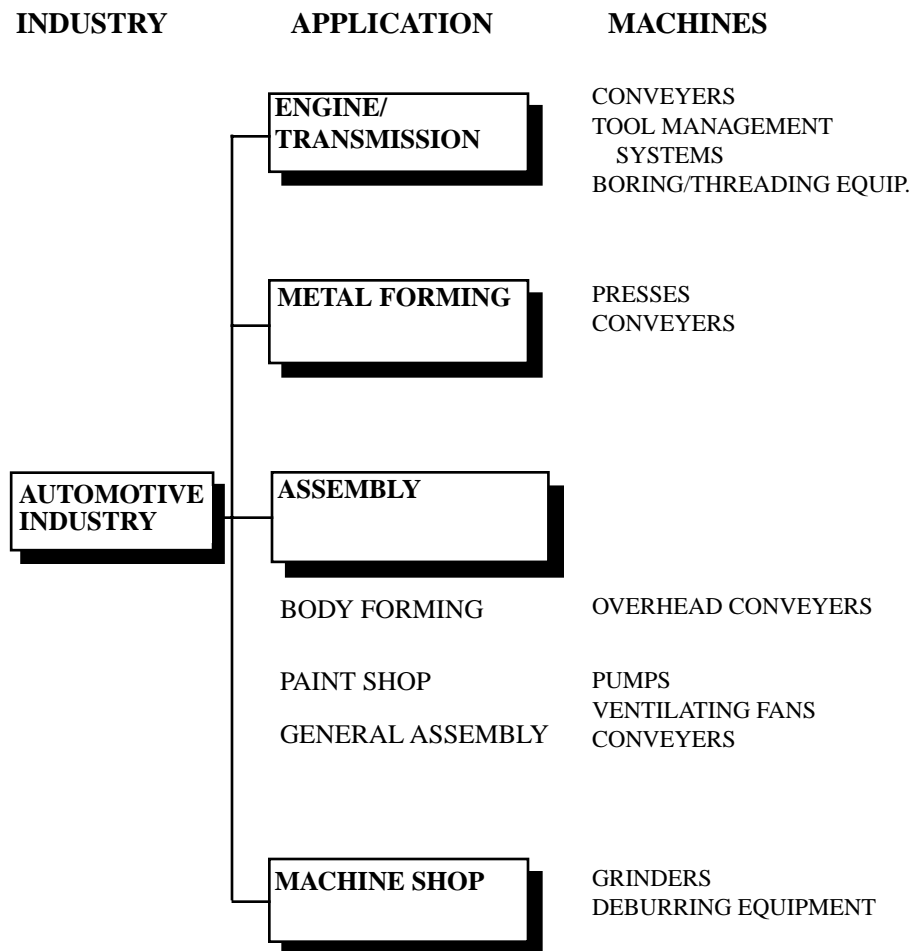 INDUSTRY APPLICATION MACHINES
ENGINE/
TRANSMISSION
CONVEYERS
TOOL MANAGEMENT
SYSTEMS
BORING/THREADING EQUIP.
METAL FORMING
PRESSES
CONVEYERS
AUTOMOTIVE
INDUSTRY
ASSEMBLY
BODY FORMING
OVERHEAD CONVEYERS
PAINT SHOP
PUMPS
VENTILATING FANS
GENERAL ASSEMBLY
CONVEYERS
MACHINE SHOP
GRINDERS
DEBURRING EQUIPMENT